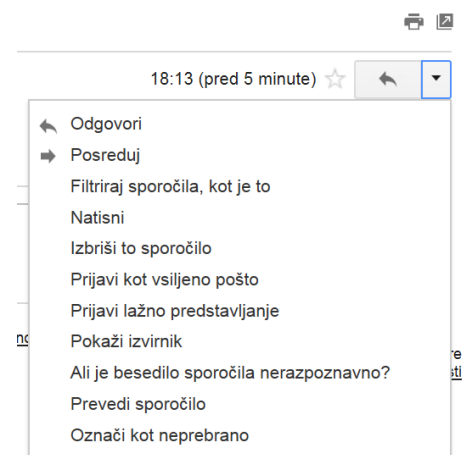 18:13 (pred 5 minute)
Odgovori
Posreduj
Filtriraj sporočila, kot je to
Natisni
Izbriši to sporočilo
Prijavi kot vsiljeno pošto
Prijavi lažno predstavljanje
Pokaži izvirnik
Ali je besedilo sporočila nerazpoznavno?
Prevedi sporočilo
Označi kot neprebrano